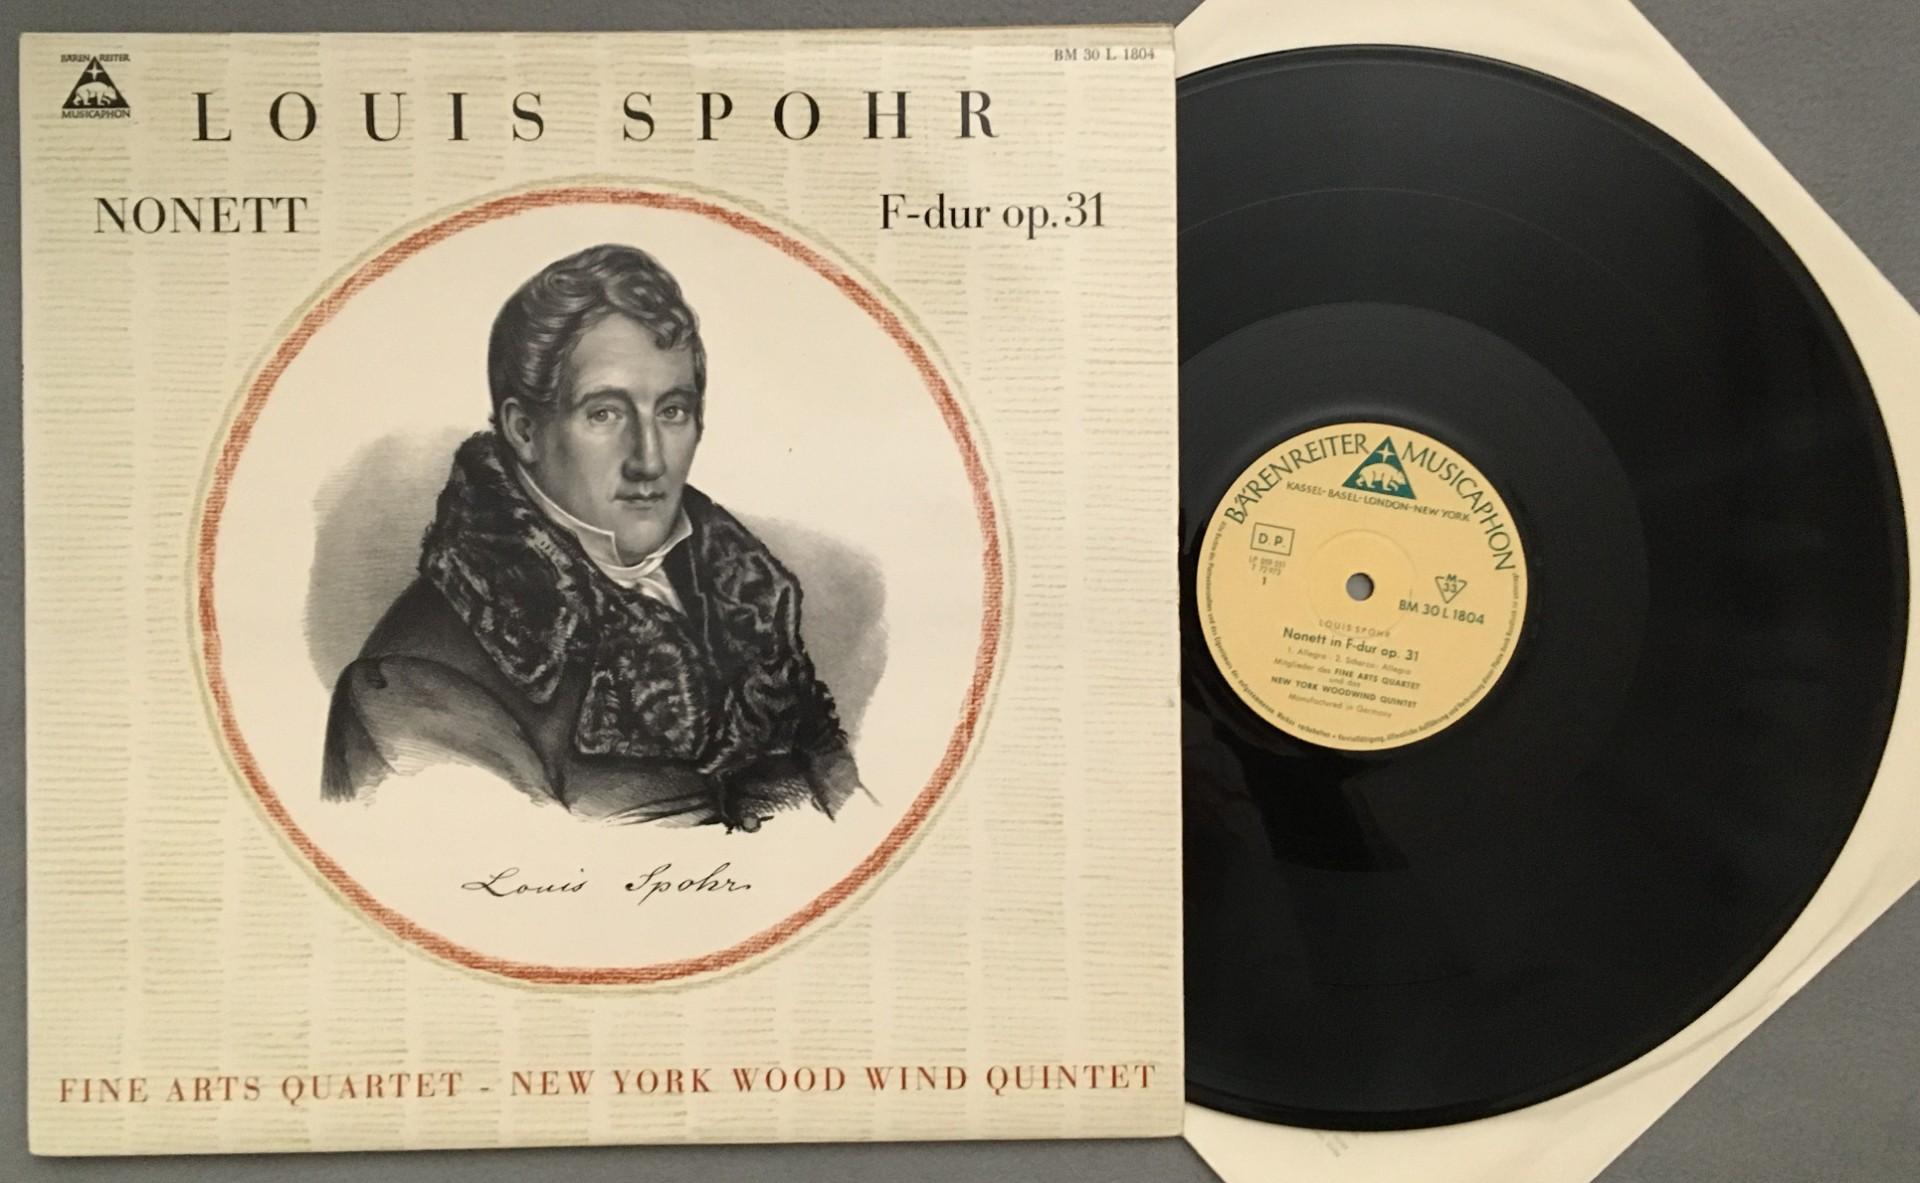 BÄRENREITER
MUSICAPHON
BM 30 L 1804
LOUIS SPOHR
NONETT
F-dur op. 31
Louis Spohr
FINE ARTS QUARTET - NEW YORK WOOD WIND QUINTET
BÄRENREITER MUSICAPHON
KASSEL-BASEL-LONDON-NEW YORK
D. P.
1
M
33
BM 30 L 1804
LOUIS SPOHR
Nonett in F-dur op. 31
1. Allegro · 2. Scherzo: Allegro
Mitglieder des FINE ARTS QUARTET
und das
NEW YORK WOODWIND QUINTET
Manufactured in Germany